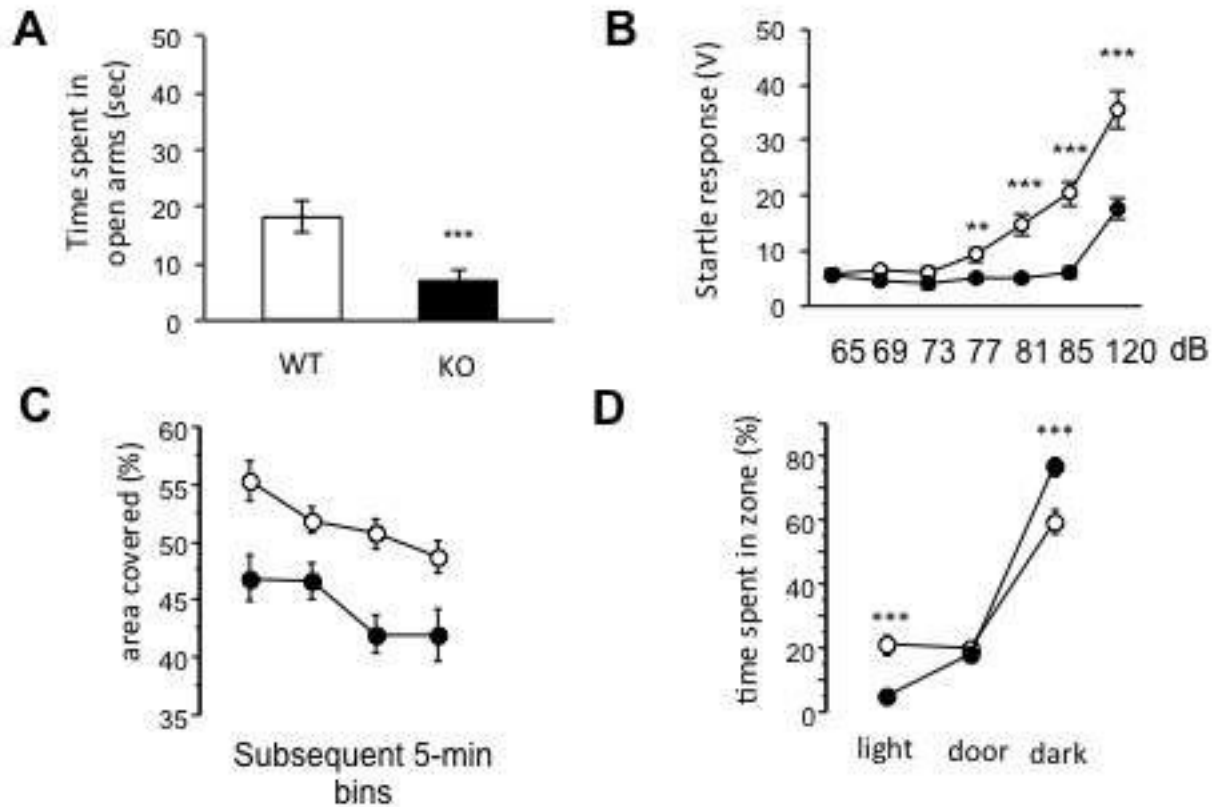 A
Time spent in
open arms (sec)
50
40
30
20
10
0
***
WT KO
B
Startle response (V)
50
40
30
20
10
0
**
***
***
***
65 69 73 77 81 85 120 dB
C
area covered (%)
60
55
50
45
40
35
Subsequent 5-min
bins
D
time spent in zone (%)
80
60
40
20
0
***
***
light door dark